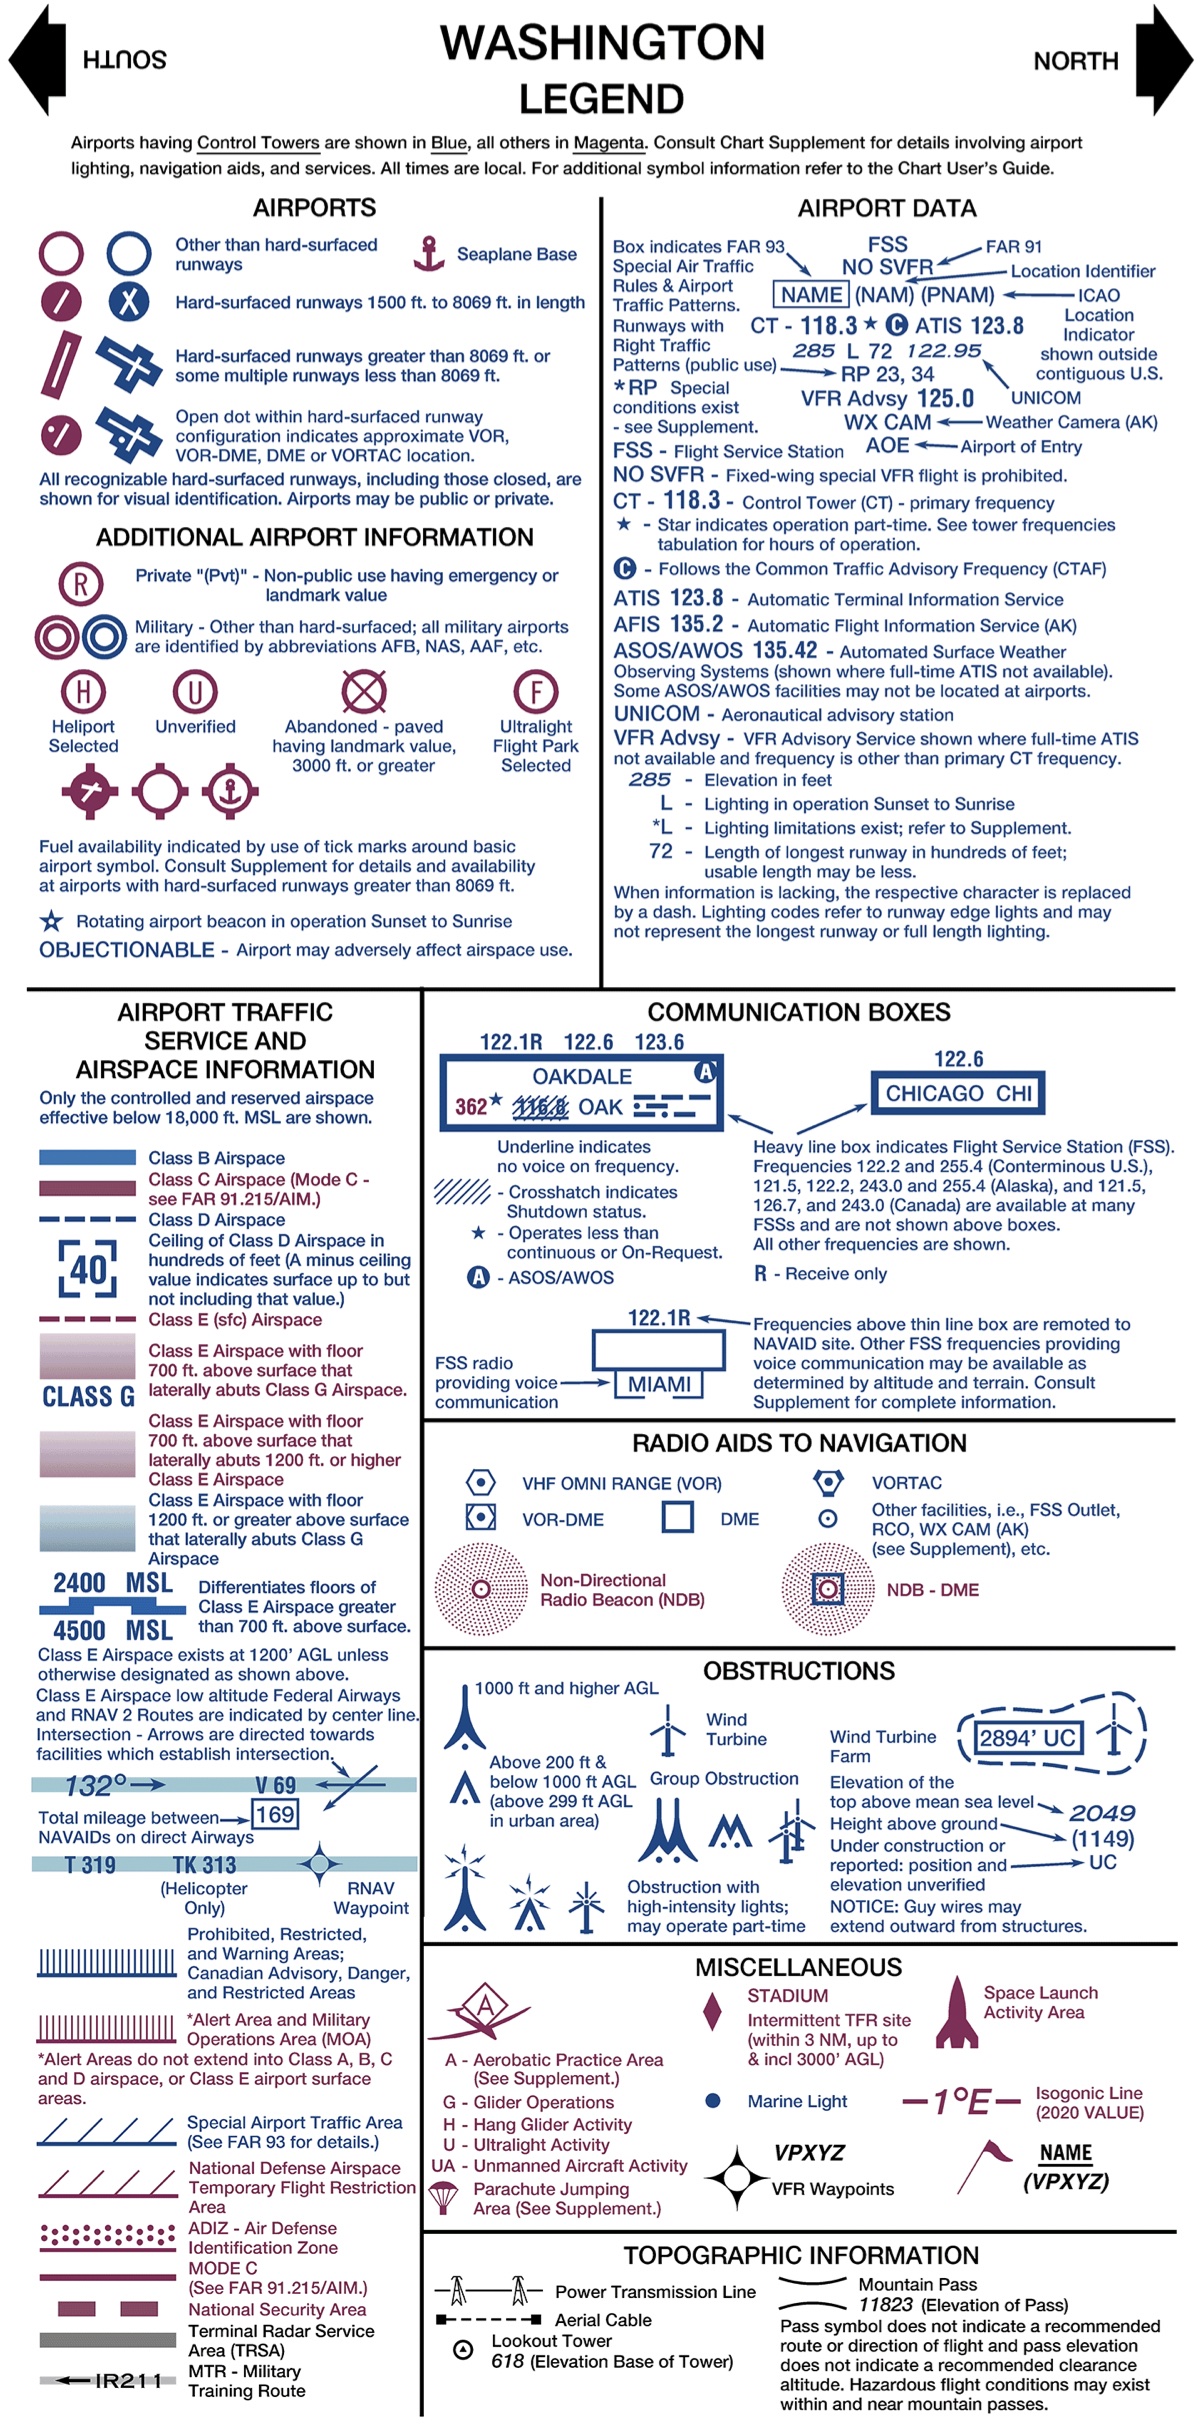 SOUTH
WASHINGTON
LEGEND
NORTH
Airports having Control Towers are shown in Blue, all others in Magenta. Consult Chart Supplement for details involving airport
lighting, navigation aids, and services. All times are local. For additional symbol information refer to the Chart User's Guide.
AIRPORTS
Other than hard-surfaced
runways
Seaplane Base
Hard-surfaced runways 1500 ft. to 8069 ft. in length
Hard-surfaced runways greater than 8069 ft. or
some multiple runways less than 8069 ft.
Open dot within hard-surfaced runway
configuration indicates approximate VOR,
VOR-DME, DME or VORTAC location.
All recognizable hard-surfaced runways, including those closed, are
shown for visual identification. Airports may be public or private.
ADDITIONAL AIRPORT INFORMATION
R
Private "(Pvt)" - Non-public use having emergency or
landmark value
Military - Other than hard-surfaced; all military airports
are identified by abbreviations AFB, NAS, AAF, etc.
H
Heliport
Selected
U
Unverified
Abandoned - paved
having landmark value,
3000 ft. or greater
F
Ultralight
Flight Park
Selected
Fuel availability indicated by use of tick marks around basic
airport symbol. Consult Supplement for details and availability
at airports with hard-surfaced runways greater than 8069 ft.
Rotating airport beacon in operation Sunset to Sunrise
OBJECTIONABLE - Airport may adversely affect airspace use.
AIRPORT DATA
Box indicates FAR 93
Special Air Traffic
Rules & Airport
Traffic Patterns.
Runways with
Right Traffic
Patterns (public use)
*RP Special
conditions exist
- see Supplement.
FSS
NO SVFR
FAR 91
Location Identifier
NAME (NAM) (PNAM)
ICAO
Location
Indicator
shown outside
contiguous U.S.
CT - 118.3 ★ C ATIS 123.8
285 L 72 122.95
RP 23, 34
UNICOM
VFR Advsy 125.0
WX CAM
Weather Camera (AK)
AOE
Airport of Entry
FSS - Flight Service Station
NO SVFR - Fixed-wing special VFR flight is prohibited.
CT - 118.3 - Control Tower (CT) - primary frequency
★ - Star indicates operation part-time. See tower frequencies
tabulation for hours of operation.
C - Follows the Common Traffic Advisory Frequency (CTAF)
ATIS 123.8 - Automatic Terminal Information Service
AFIS 135.2 - Automatic Flight Information Service (AK)
ASOS/AWOS 135.42 - Automated Surface Weather
Observing Systems (shown where full-time ATIS not available).
Some ASOS/AWOS facilities may not be located at airports.
UNICOM - Aeronautical advisory station
VFR Advsy - VFR Advisory Service shown where full-time ATIS
not available and frequency is other than primary CT frequency.
285 - Elevation in feet
L - Lighting in operation Sunset to Sunrise
*L - Lighting limitations exist; refer to Supplement.
72 - Length of longest runway in hundreds of feet;
usable length may be less.
When information is lacking, the respective character is replaced
by a dash. Lighting codes refer to runway edge lights and may
not represent the longest runway or full length lighting.
AIRPORT TRAFFIC
SERVICE AND
AIRSPACE INFORMATION
Only the controlled and reserved airspace
effective below 18,000 ft. MSL are shown.
Class B Airspace
Class C Airspace (Mode C -
see FAR 91.215/AIM.)
Class D Airspace
40
Ceiling of Class D Airspace in
hundreds of feet (A minus ceiling
value indicates surface up to but
not including that value.)
Class E (sfc) Airspace
Class E Airspace with floor
700 ft. above surface that
laterally abuts Class G Airspace.
CLASS G
Class E Airspace with floor
700 ft. above surface that
laterally abuts 1200 ft. or higher
Class E Airspace
Class E Airspace with floor
1200 ft. or greater above surface
that laterally abuts Class G
Airspace
2400 MSL
4500 MSL
Differentiates floors of
Class E Airspace greater
than 700 ft. above surface.
Class E Airspace exists at 1200' AGL unless
otherwise designated as shown above.
Class E Airspace low altitude Federal Airways
and RNAV 2 Routes are indicated by center line.
Intersection - Arrows are directed towards
facilities which establish intersection.
132°
V 69
169
Total mileage between
NAVAIDs on direct Airways
T 319
TK 313
(Helicopter
Only)
RNAV
Waypoint
Prohibited, Restricted,
and Warning Areas;
Canadian Advisory, Danger,
and Restricted Areas
*Alert Area and Military
Operations Area (MOA)
*Alert Areas do not extend into Class A, B, C
and D airspace, or Class E airport surface
areas.
Special Airport Traffic Area
(See FAR 93 for details.)
National Defense Airspace
Temporary Flight Restriction
Area
ADIZ - Air Defense
Identification Zone
MODE C
(See FAR 91.215/AIM.)
National Security Area
Terminal Radar Service
Area (TRSA)
IR211
MTR - Military
Training Route
COMMUNICATION BOXES
122.1R 122.6 123.6
OAKDALE
A
362★ 116.8 OAK
122.6
CHICAGO CHI
Underline indicates
no voice on frequency.
- Crosshatch indicates
Shutdown status.
★ - Operates less than
continuous or On-Request.
A - ASOS/AWOS
Heavy line box indicates Flight Service Station (FSS).
Frequencies 122.2 and 255.4 (Conterminous U.S.),
121.5, 122.2, 243.0 and 255.4 (Alaska), and 121.5,
126.7, and 243.0 (Canada) are available at many
FSSs and are not shown above boxes.
All other frequencies are shown.
R - Receive only
122.1R
FSS radio
providing voice
communication
MIAMI
Frequencies above thin line box are remoted to
NAVAID site. Other FSS frequencies providing
voice communication may be available as
determined by altitude and terrain. Consult
Supplement for complete information.
RADIO AIDS TO NAVIGATION
VHF OMNI RANGE (VOR)
VORTAC
VOR-DME
DME
Other facilities, i.e., FSS Outlet,
RCO, WX CAM (AK)
(see Supplement), etc.
Non-Directional
Radio Beacon (NDB)
NDB - DME
OBSTRUCTIONS
1000 ft and higher AGL
Wind
Turbine
Above 200 ft &
below 1000 ft AGL
(above 299 ft AGL
in urban area)
Group Obstruction
Obstruction with
high-intensity lights;
may operate part-time
Wind Turbine
Farm
2894' UC
Elevation of the
top above mean sea level
2049
Height above ground
(1149)
Under construction or
reported: position and
elevation unverified
UC
NOTICE: Guy wires may
extend outward from structures.
MISCELLANEOUS
A
A - Aerobatic Practice Area
(See Supplement.)
G - Glider Operations
H - Hang Glider Activity
U - Ultralight Activity
UA - Unmanned Aircraft Activity
Parachute Jumping
Area (See Supplement.)
STADIUM
Intermittent TFR site
(within 3 NM, up to
& incl 3000' AGL)
Space Launch
Activity Area
Marine Light
1°E
Isogonic Line
(2020 VALUE)
VPXYZ
VFR Waypoints
NAME
(VPXYZ)
TOPOGRAPHIC INFORMATION
Power Transmission Line
Aerial Cable
Lookout Tower
618 (Elevation Base of Tower)
Mountain Pass
11823 (Elevation of Pass)
Pass symbol does not indicate a recommended
route or direction of flight and pass elevation
does not indicate a recommended clearance
altitude. Hazardous flight conditions may exist
within and near mountain passes.